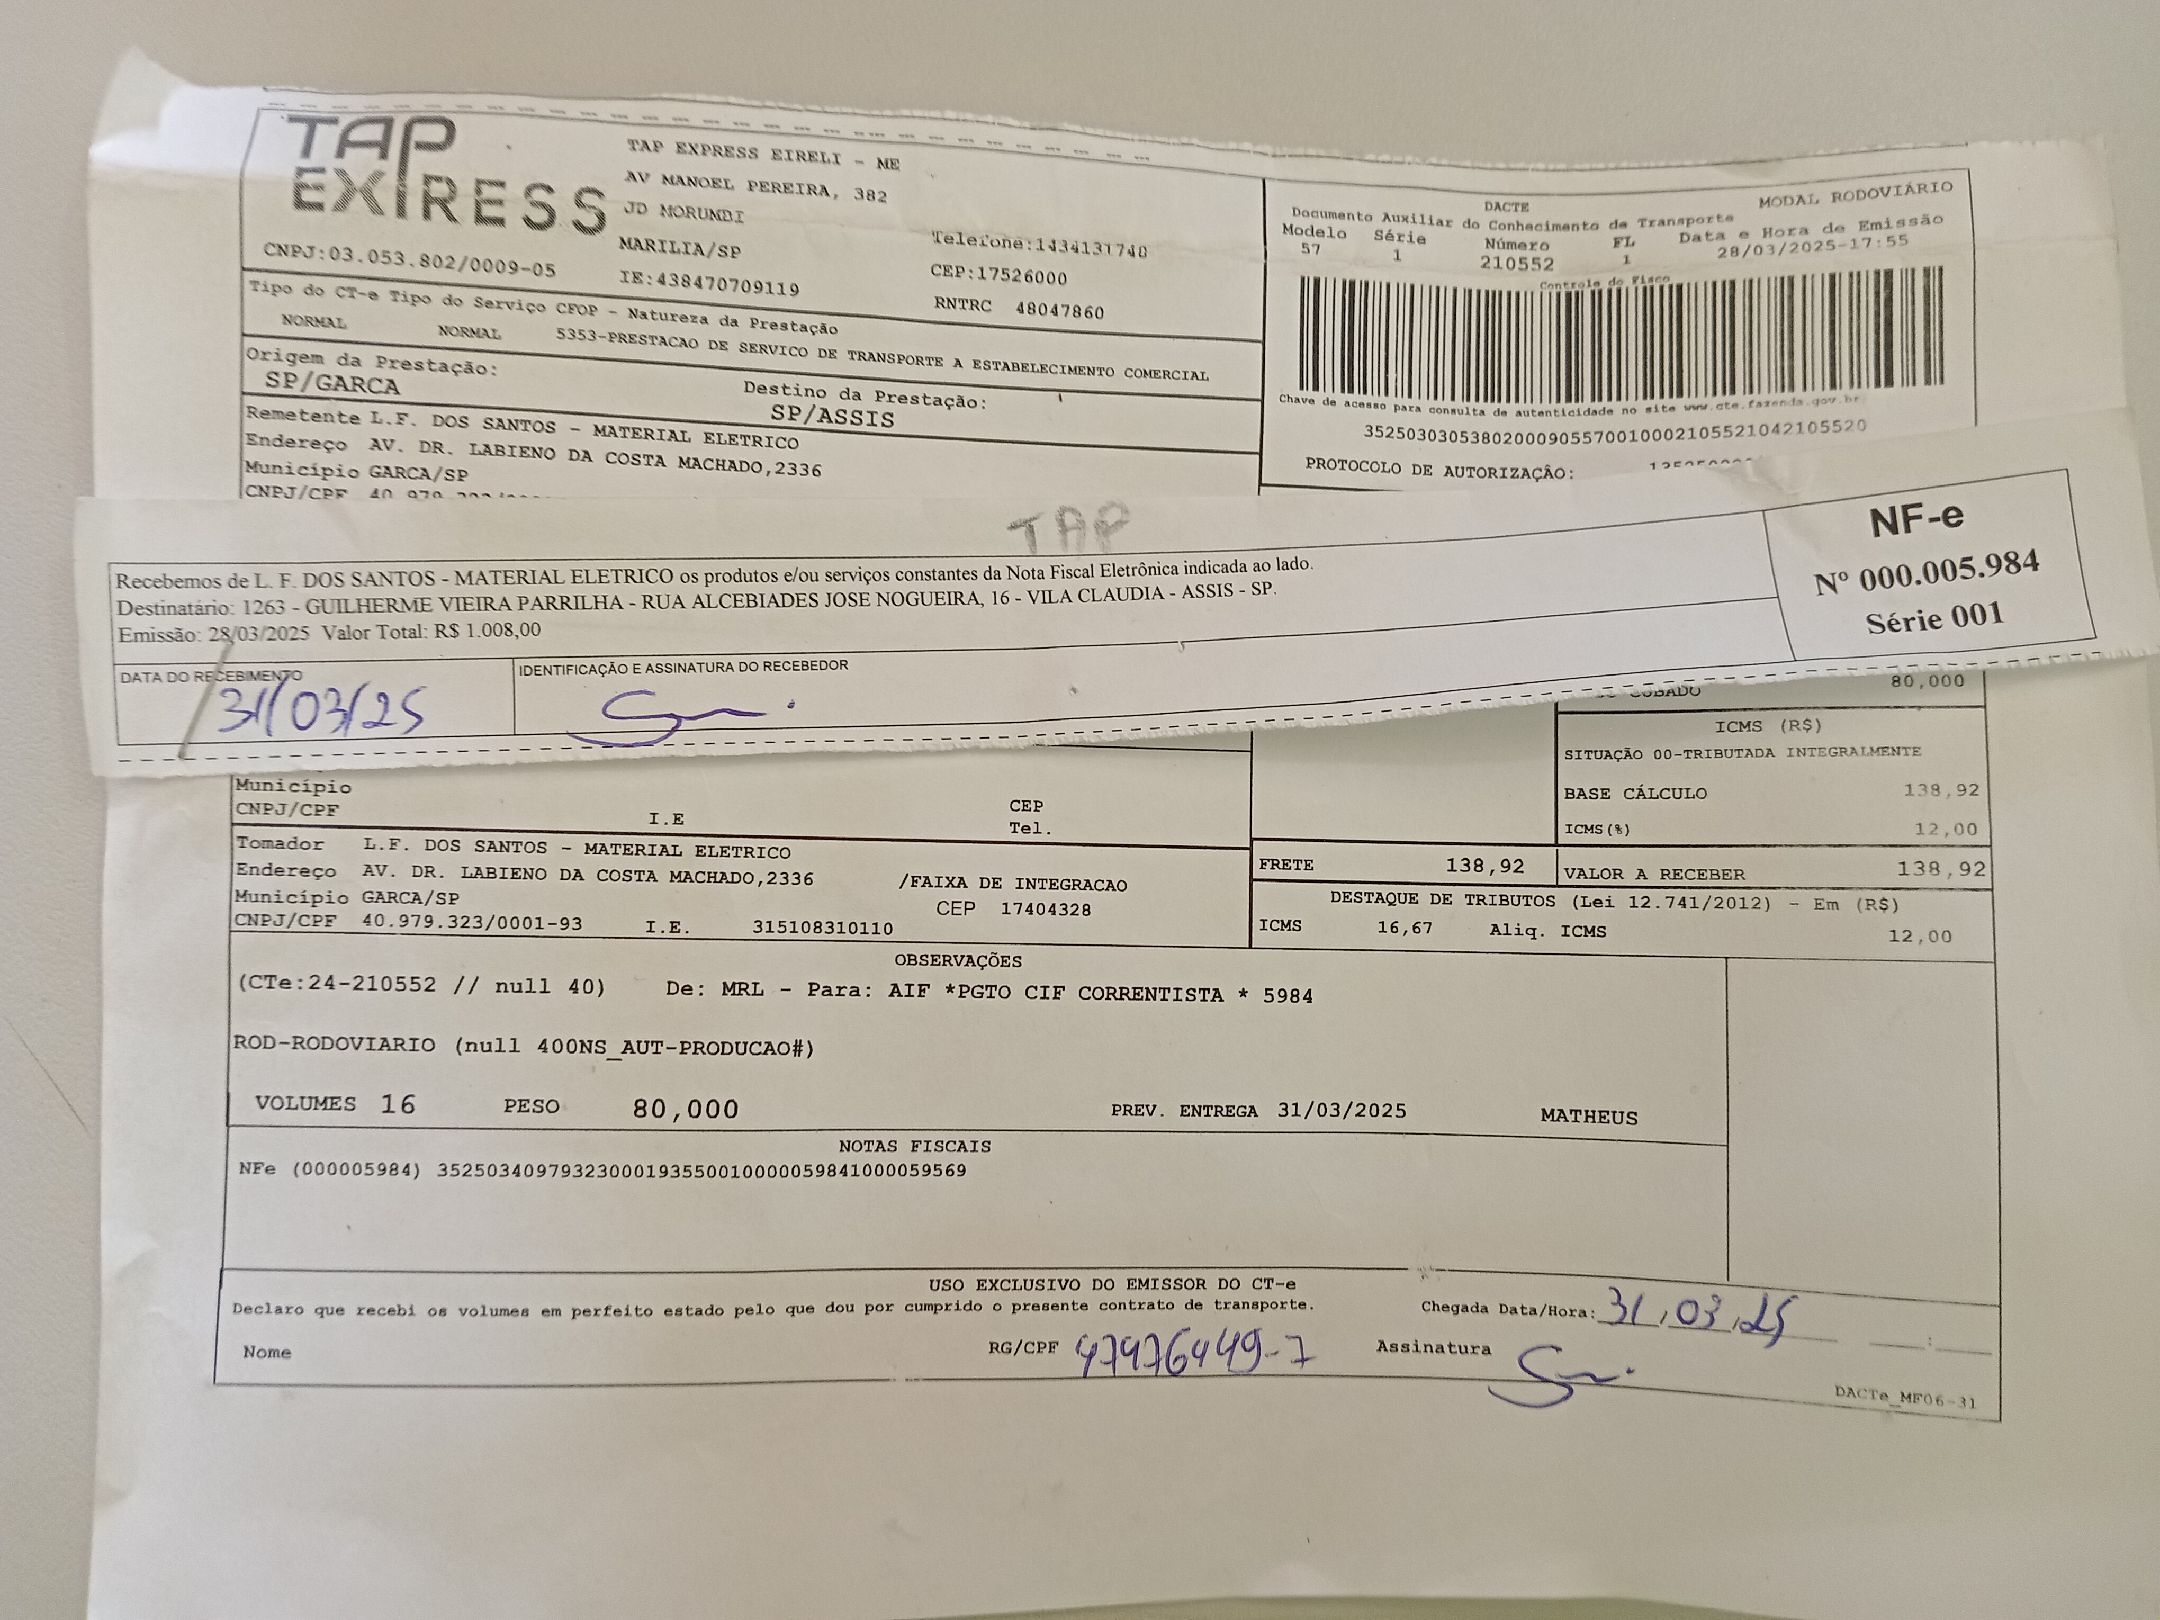 TAP
EXPRESS
TAP EXPRESS EIRELI - ME
AV MANOEL PEREIRA, 382
JD MORUMBI
MARILIA/SP
Telefone:1434131740
CNPJ:03.053.802/0009-05
IE:438470709119
CEP:17526000
RNTRC 48047860
DACTE
MODAL RODOVIÁRIO
Documento Auxiliar do Conhecimento de Transporte
Modelo Série Número FL Data e Hora de Emissão
57 1 210552 1 28/03/2025-17:55
Controle do Fisco
Chave de acesso para consulta de autenticidade no site www.cte.fazenda.gov.br
35250303053802000905570010002105521042105520
PROTOCOLO DE AUTORIZAÇÃO:
Tipo do CT-e Tipo do Serviço CFOP - Natureza da Prestação
NORMAL NORMAL 5353-PRESTACAO DE SERVICO DE TRANSPORTE A ESTABELECIMENTO COMERCIAL
Origem da Prestação:
SP/GARCA
Destino da Prestação:
SP/ASSIS
Remetente L.F. DOS SANTOS - MATERIAL ELETRICO
Endereço AV. DR. LABIENO DA COSTA MACHADO,2336
Município GARCA/SP
CNPJ/CPF 40.979.
TAP
Recebemos de L. F. DOS SANTOS - MATERIAL ELETRICO os produtos e/ou serviços constantes da Nota Fiscal Eletrônica indicada ao lado.
Destinatário: 1263 - GUILHERME VIEIRA PARRILHA - RUA ALCEBIADES JOSE NOGUEIRA, 16 - VILA CLAUDIA - ASSIS - SP.
Emissão: 28/03/2025 Valor Total: R$ 1.008,00
NF-e
Nº 000.005.984
Série 001
DATA DO RECEBIMENTO
31/03/25
IDENTIFICAÇÃO E ASSINATURA DO RECEBEDOR
CUBADO 80,000
ICMS (R$)
SITUAÇÃO 00-TRIBUTADA INTEGRALMENTE
BASE CÁLCULO 138,92
ICMS(%) 12,00
Município
CNPJ/CPF
I.E
CEP
Tel.
Tomador L.F. DOS SANTOS - MATERIAL ELETRICO
Endereço AV. DR. LABIENO DA COSTA MACHADO,2336 /FAIXA DE INTEGRACAO
Município GARCA/SP
CEP 17404328
CNPJ/CPF 40.979.323/0001-93 I.E. 315108310110
FRETE 138,92
VALOR A RECEBER 138,92
DESTAQUE DE TRIBUTOS (Lei 12.741/2012) - Em (R$)
ICMS 16,67 Aliq. ICMS 12,00
OBSERVAÇÕES
(CTe:24-210552 // null 40) De: MRL - Para: AIF *PGTO CIF CORRENTISTA * 5984
ROD-RODOVIARIO (null 400NS_AUT-PRODUCAO#)
VOLUMES 16 PESO 80,000 PREV. ENTREGA 31/03/2025 MATHEUS
NOTAS FISCAIS
NFe (000005984) 35250340979323000193550010000059841000059569
USO EXCLUSIVO DO EMISSOR DO CT-e
Declaro que recebi os volumes em perfeito estado pelo que dou por cumprido o presente contrato de transporte.
Chegada Data/Hora: 31,03,25
Nome
RG/CPF 47476449-7
Assinatura
DACTe_MF06-31